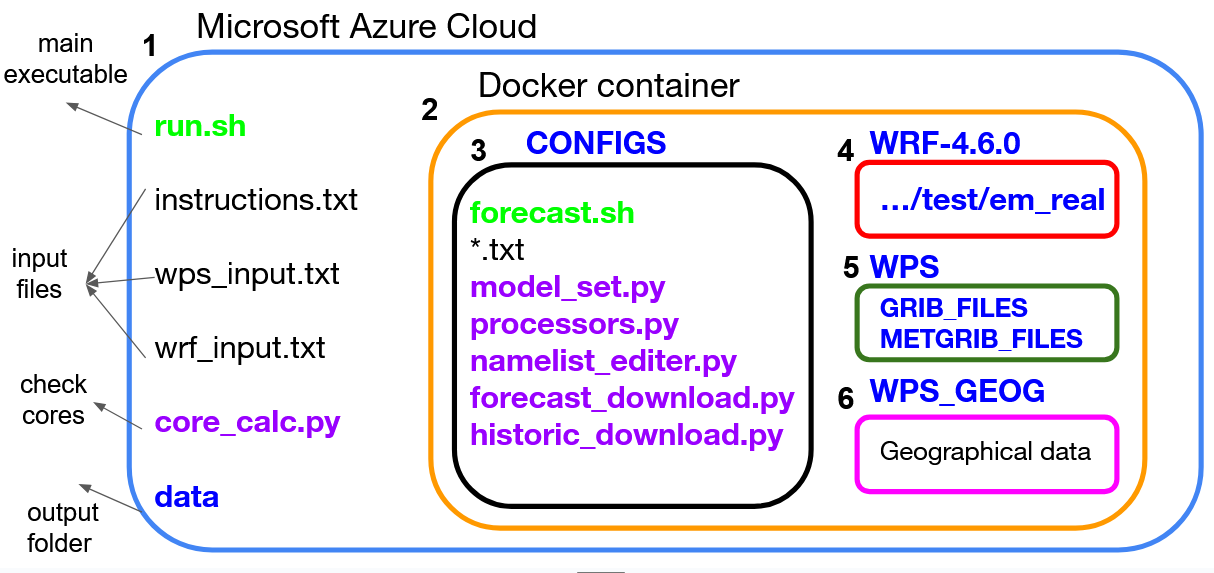 Microsoft Azure Cloud
1
main
executable
run.sh
instructions.txt
input
files
wps_input.txt
wrf_input.txt
check
cores
core_calc.py
data
output
folder
Docker container
2
3
CONFIGS
forecast.sh
*.txt
model_set.py
processors.py
namelist_editer.py
forecast_download.py
historic_download.py
4
WRF-4.6.0
.../test/em_real
5
WPS
GRIB_FILES
METGRIB_FILES
6
WPS_GEOG
Geographical data